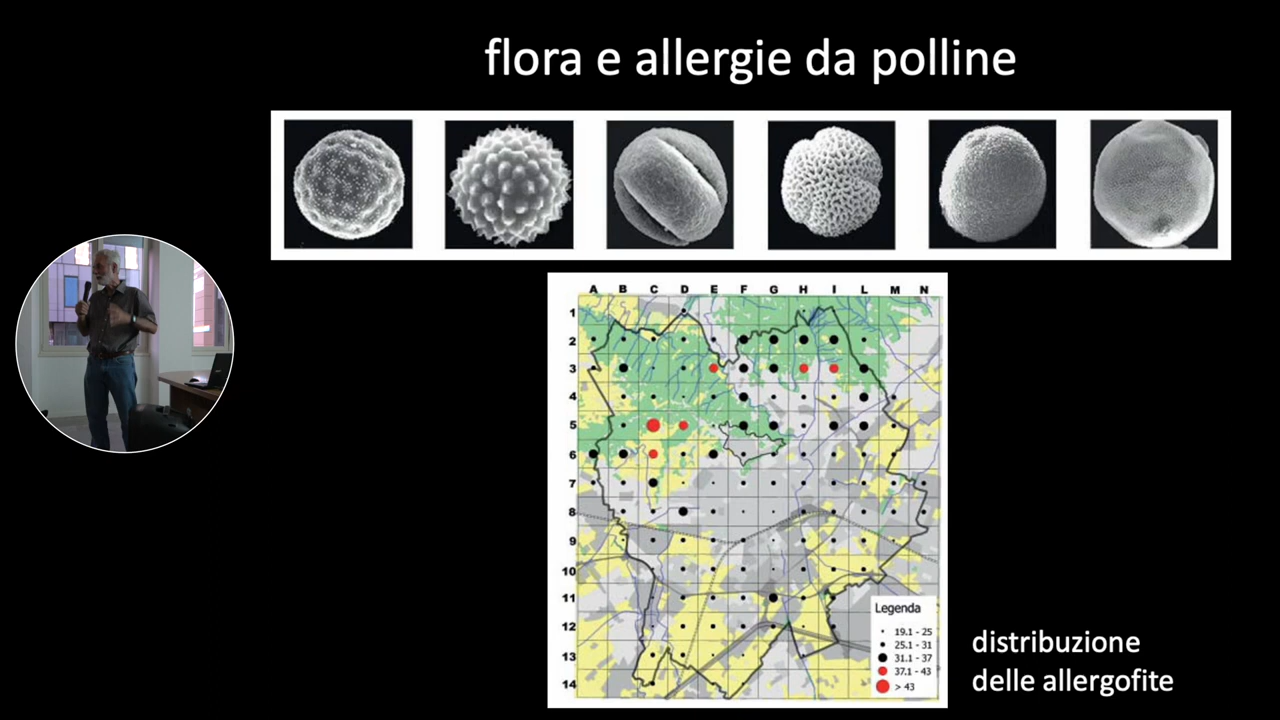 flora e allergie da polline
A B C D E F G H I L M N
1
2
3
4
5
6
7
8
9
10
11
12
13
14
Legenda
19.1 - 25
25.1 - 31
31.1 - 37
37.1 - 43
> 43
distribuzione
delle allergofite